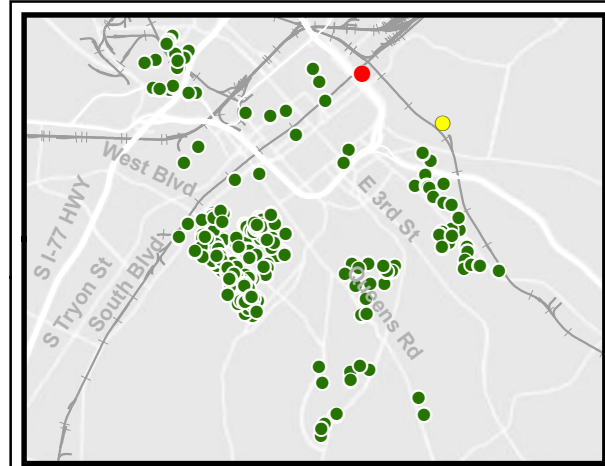 West Blvd
E 3rd St
S I-77 HWY
S Tryon St
South Blvd
Queens Rd